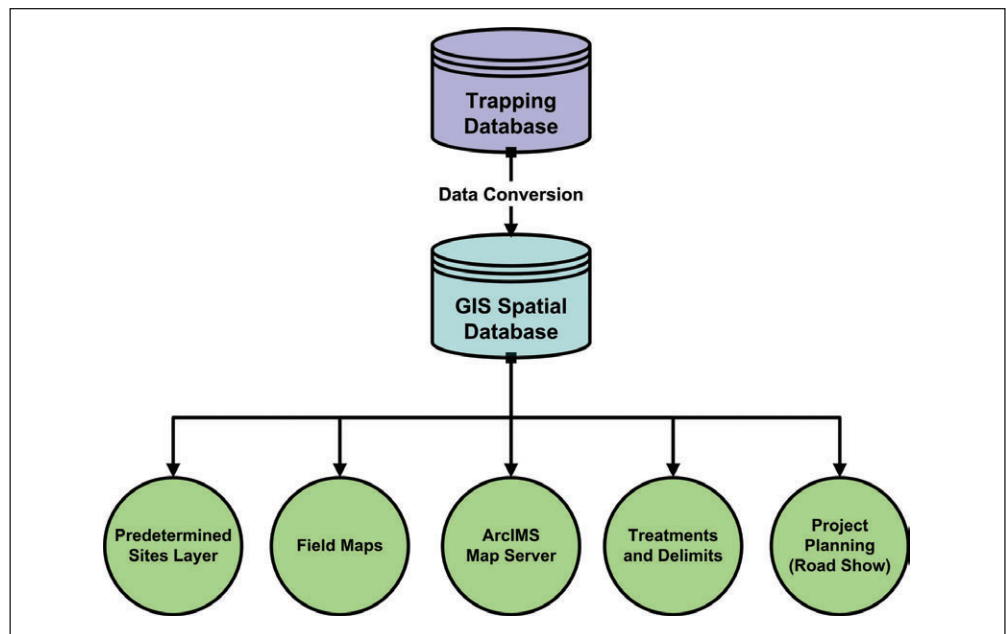 Trapping
Database
Data Conversion
GIS Spatial
Database
Predetermined
Sites Layer
Field Maps
ArcIMS
Map Server
Treatments
and Delimits
Project
Planning
(Road Show)